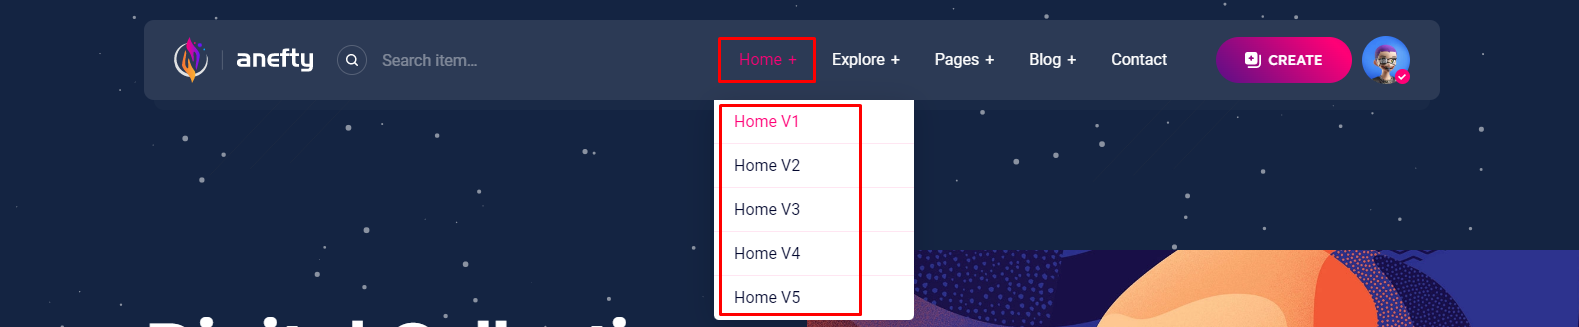 anefty
Search item...
Home +
Explore +
Pages +
Blog +
Contact
CREATE
Home V1
Home V2
Home V3
Home V4
Home V5